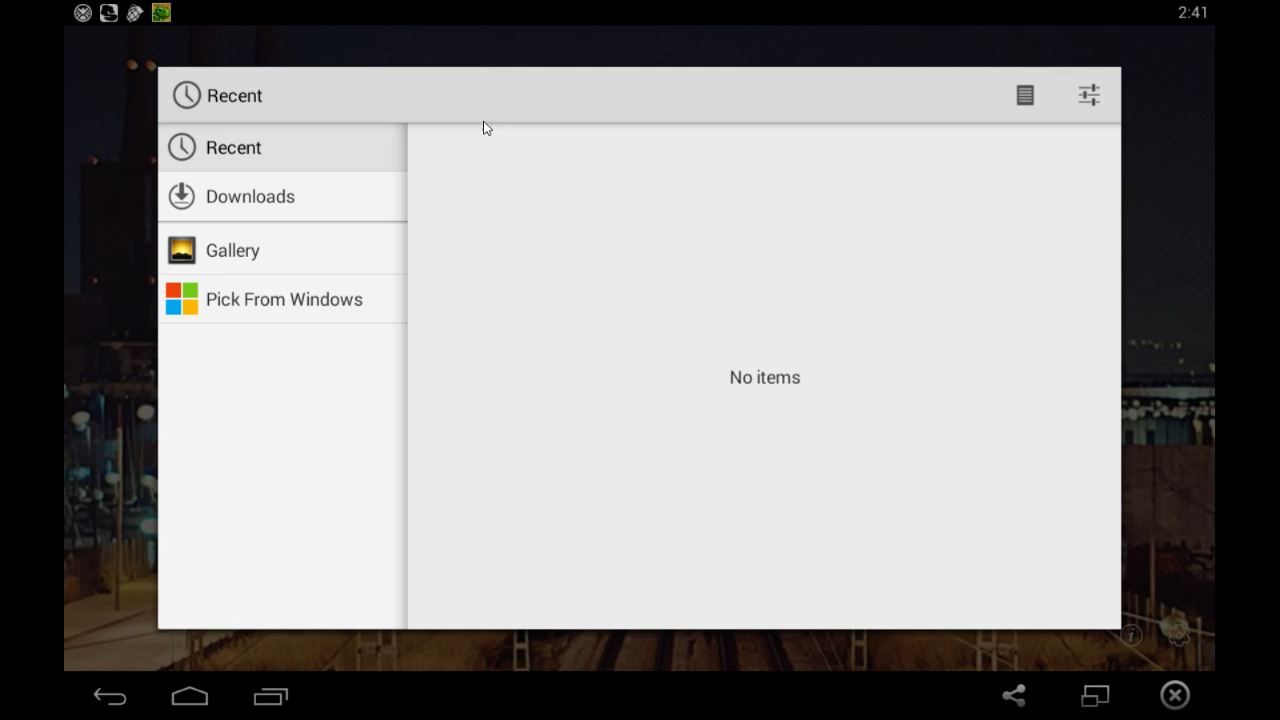 2:41
Recent
Recent
Downloads
Gallery
Pick From Windows
No items